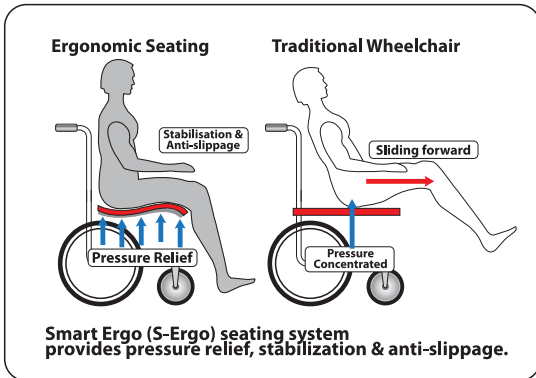 Ergonomic Seating
Traditional Wheelchair
Stabilisation &
Anti-slippage
Sliding forward
Pressure Relief
Pressure
Concentrated
Smart Ergo (S-Ergo) seating system
provides pressure relief, stabilization & anti-slippage.